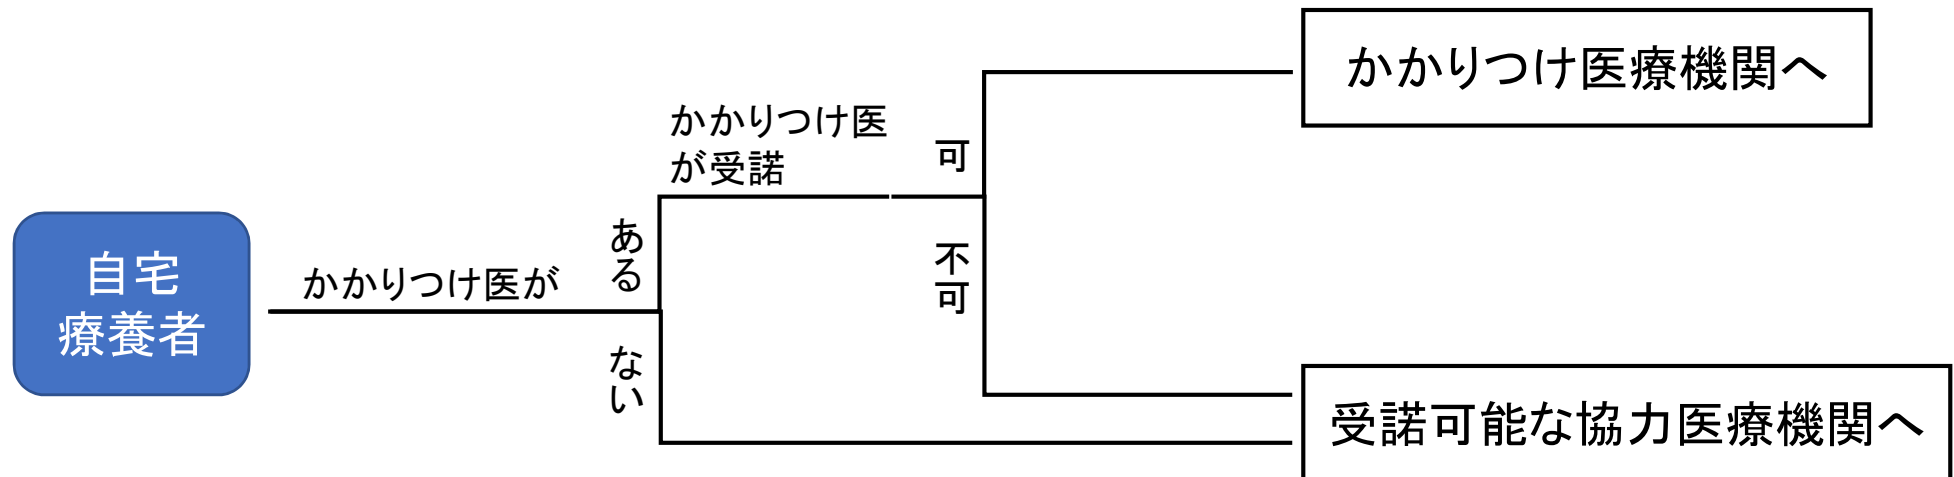 自宅
療養者
かかりつけ医が
ある
ない
かかりつけ医
が受諾
可
不可
かかりつけ医療機関へ
受諾可能な協力医療機関へ